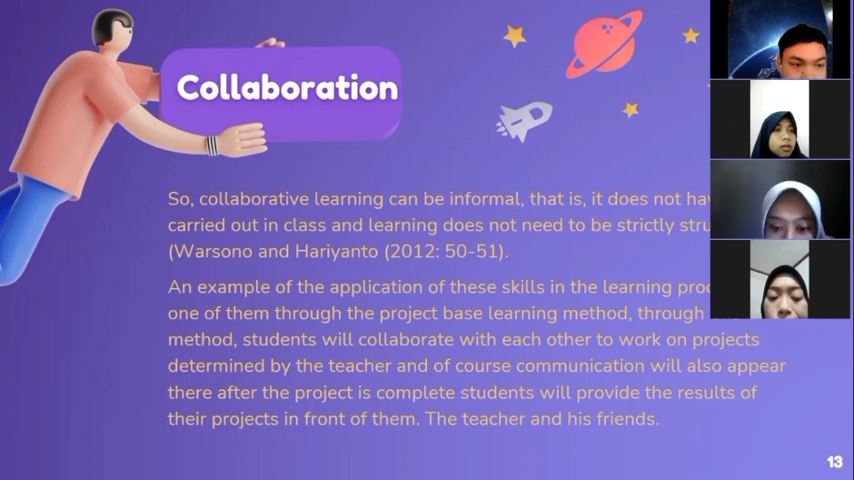 Collaboration
So, collaborative learning can be informal, that is, it does not
carried out in class and learning does not need to be strictly
(Warsono and Hariyanto (2012: 50-51).
An example of the application of these skills in the learning
one of them through the project base learning method, through
method, students will collaborate with each other to work on projects
determined by the teacher and of course communication will also appear
there after the project is complete students will provide the results of
their projects in front of them. The teacher and his friends.
13